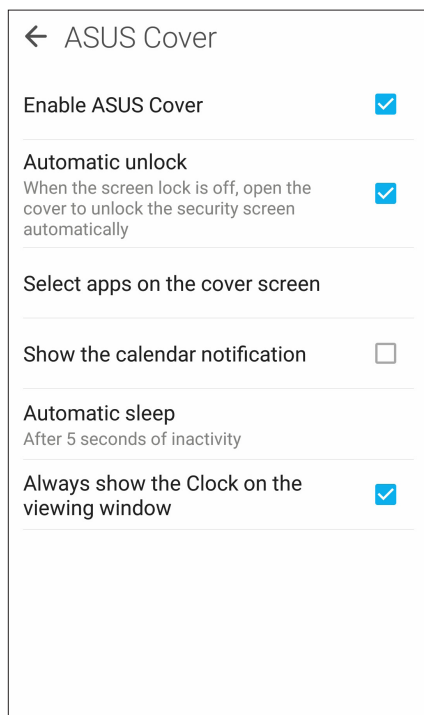 ASUS Cover
Enable ASUS Cover
Automatic unlock
When the screen lock is off, open the
cover to unlock the security screen
automatically
Select apps on the cover screen
Show the calendar notification
Automatic sleep
After 5 seconds of inactivity
Always show the Clock on the
viewing window